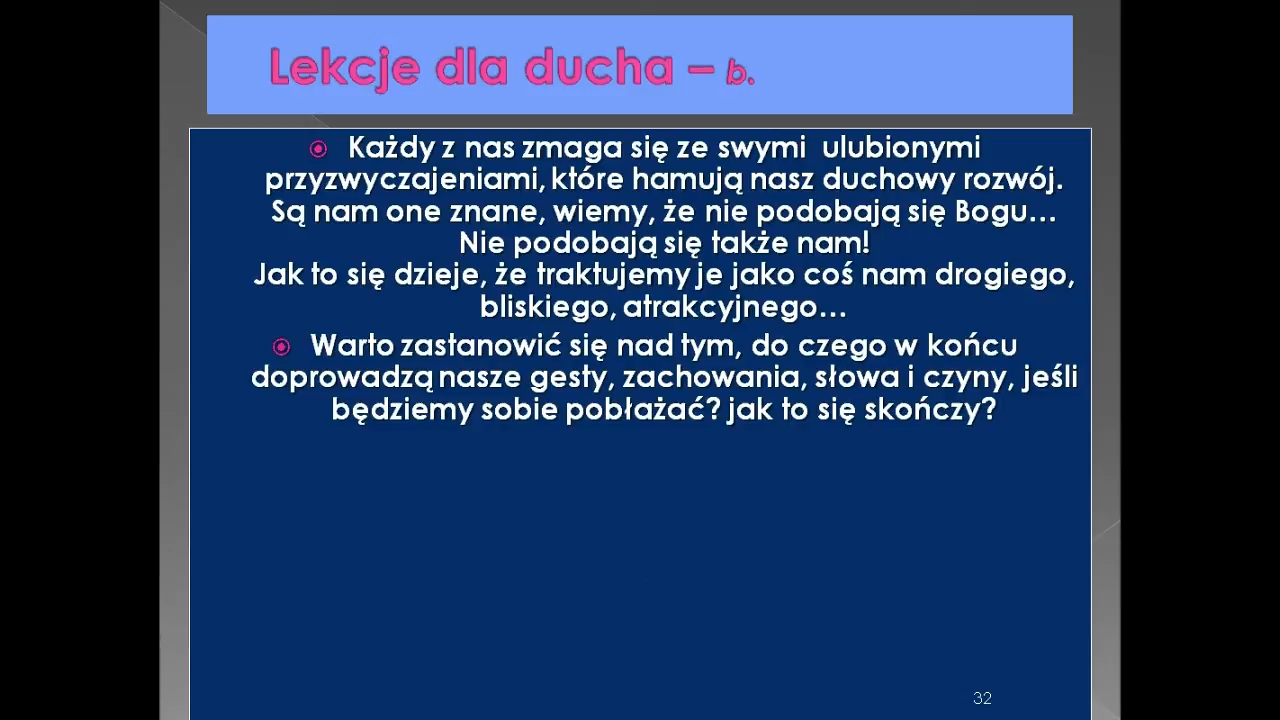 Lekcje dla ducha – b.
Każdy z nas zmaga się ze swymi ulubionymi
przyzwyczajeniami, które hamują nasz duchowy rozwój.
Są nam one znane, wiemy, że nie podobają się Bogu...
Nie podobają się także nam!
Jak to się dzieje, że traktujemy je jako coś nam drogiego,
bliskiego, atrakcyjnego...
Warto zastanowić się nad tym, do czego w końcu
doprowadzą nasze gesty, zachowania, słowa i czyny, jeśli
będziemy sobie pobłażać? jak to się skończy?
32